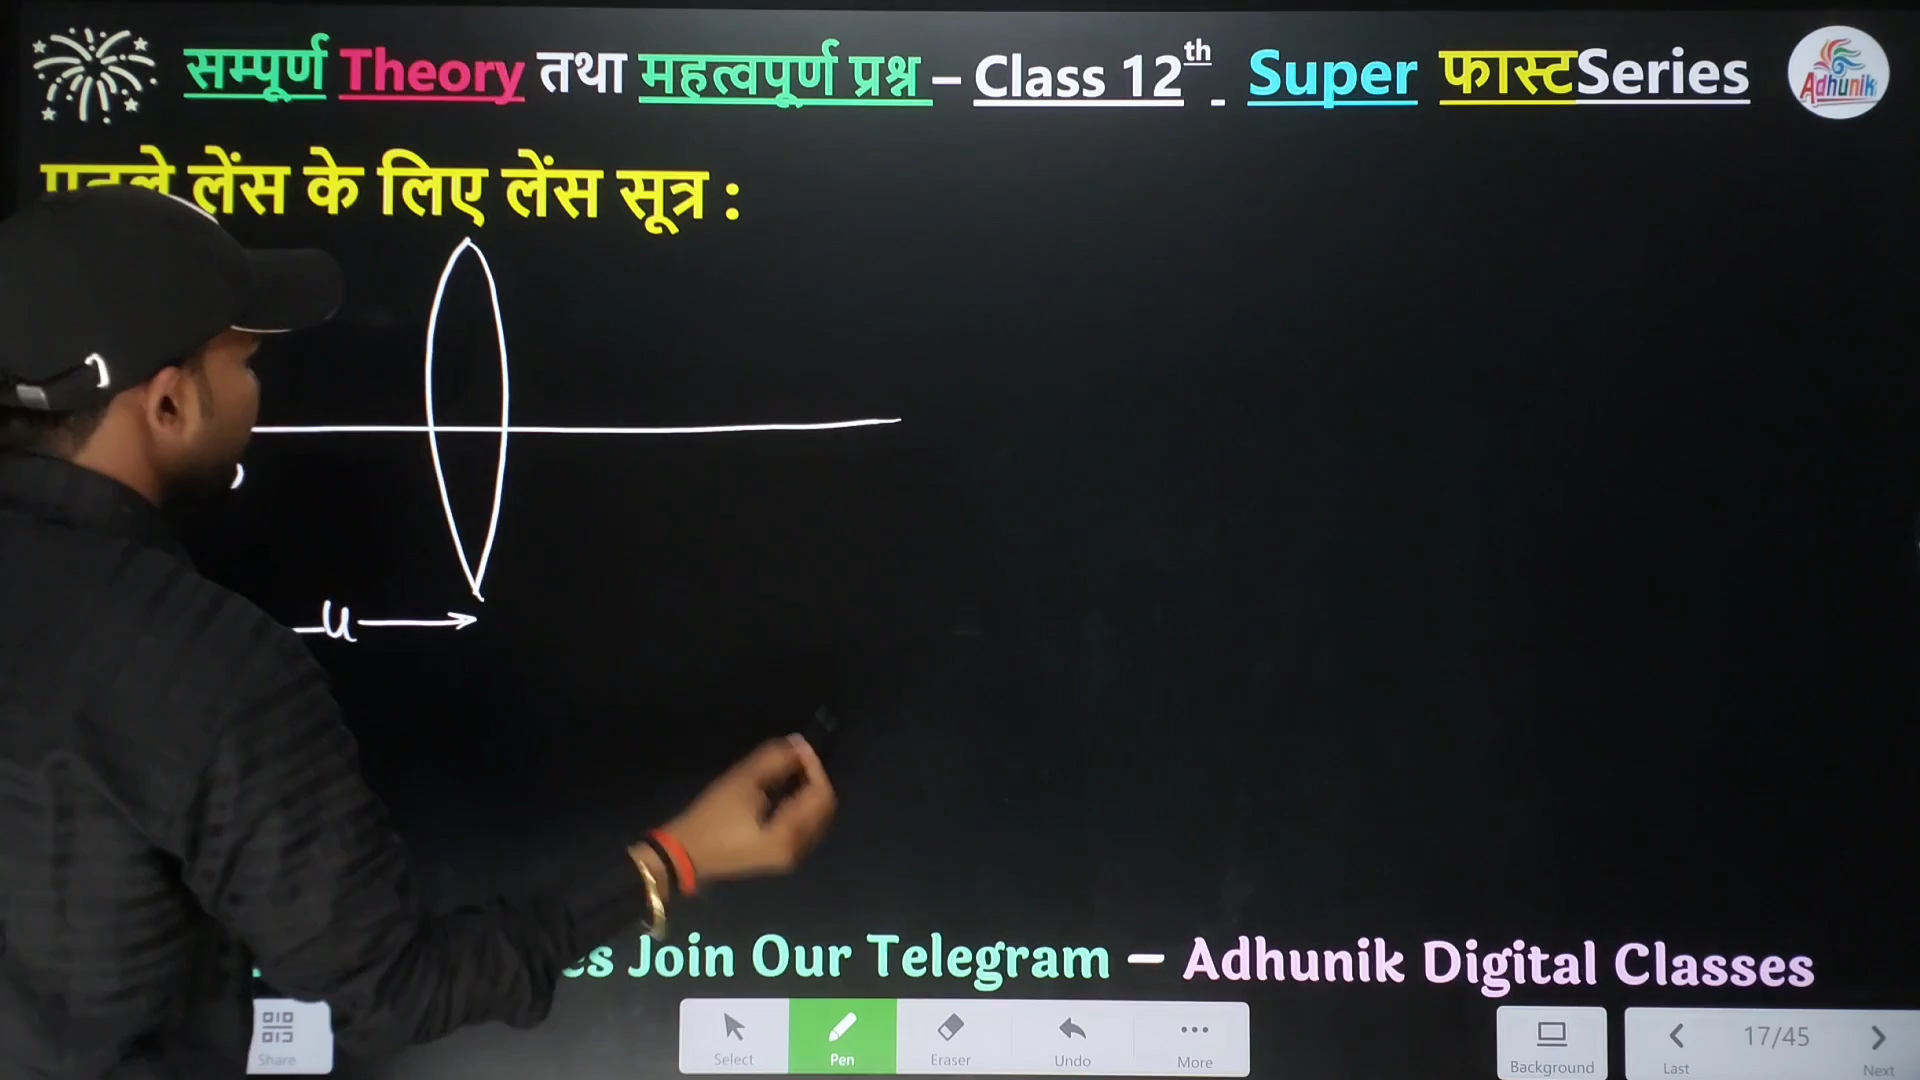 सम्पूर्ण Theory तथा महत्वपूर्ण प्रश्न – Class 12th - Super फास्टSeries
Adhunik
लेंस के लिए लेंस सूत्र :
u
Join Our Telegram – Adhunik Digital Classes
Share
Select
Pen
Eraser
Undo
More
Background
Last
17/45
Next